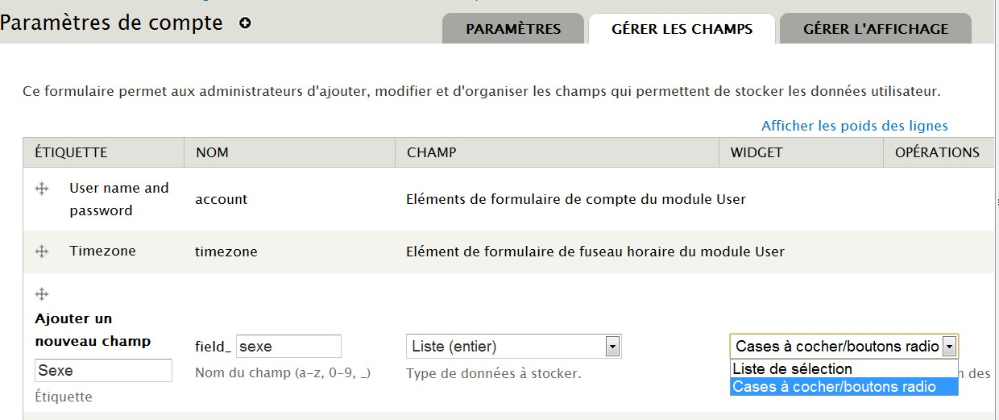 Paramètres de compte
PARAMÈTRES
GÉRER LES CHAMPS
GÉRER L'AFFICHAGE
Ce formulaire permet aux administrateurs d'ajouter, modifier et d'organiser les champs qui permettent de stocker les données utilisateur.
Afficher les poids des lignes
ÉTIQUETTE NOM CHAMP WIDGET OPÉRATIONS
User name and
password
account
Eléments de formulaire de compte du module User
Timezone timezone Elément de formulaire de fuseau horaire du module User
Ajouter un
nouveau champ
Sexe
Étiquette
field_ sexe
Nom du champ (a-z, 0-9, _)
Liste (entier)
Type de données à stocker.
Cases à cocher/boutons radio
Liste de sélection
Cases à cocher/boutons radio
des